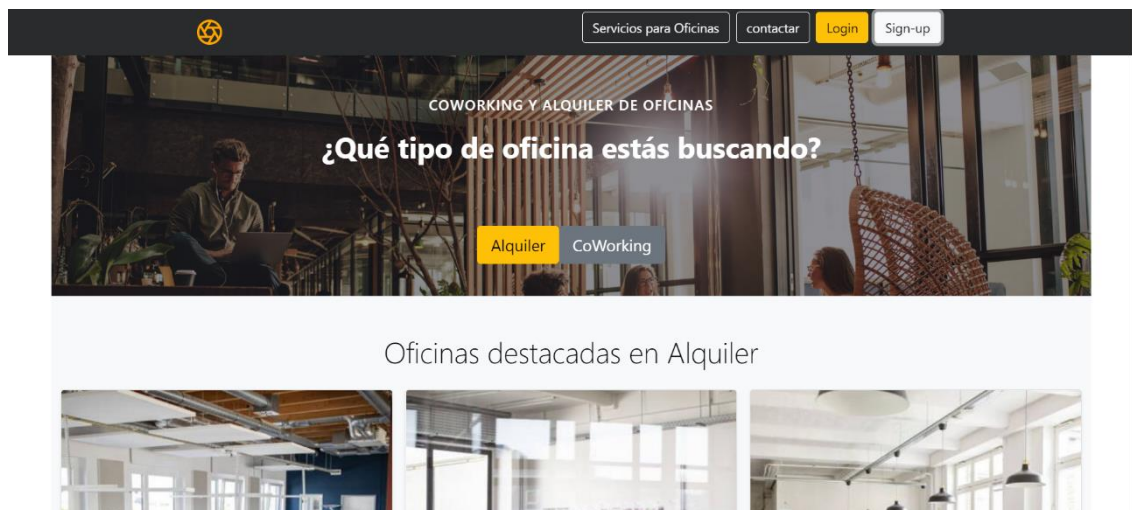 Servicios para Oficinas
contactar
Login
Sign-up
COWORKING Y ALQUILER DE OFICINAS
¿Qué tipo de oficina estás buscando?
Alquiler
CoWorking
Oficinas destacadas en Alquiler